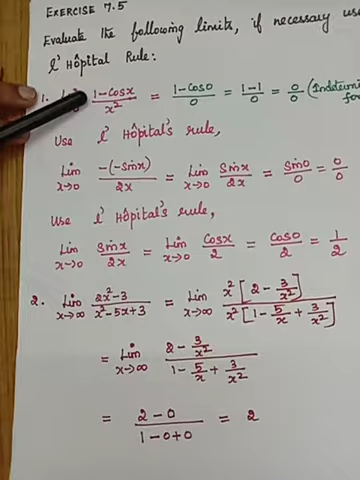 EXERCISE 7.5
Evaluate the following limits, if necessary use
l' Hôpital Rule:
1. (1-cosx)/x² = (1-cos0)/0 = (1-1)/0 = 0/0 (Indeterm
Use l' Hôpital's rule,
Lim x→0 -(-sinx)/2x = Lim x→0 sinx/2x = sin0/0 = 0/0
Use l' Hôpital's rule,
Lim x→0 sinx/2x = Lim x→0 cosx/2 = cos0/2 = 1/2
2. Lim x→∞ (2x²-3)/(x²-5x+3) = Lim x→∞ x²[2 - 3/x²]/x²[1 - 5/x + 3/x²]
= Lim x→∞ (2 - 3/x²)/(1 - 5/x + 3/x²)
= (2-0)/(1-0+0) = 2